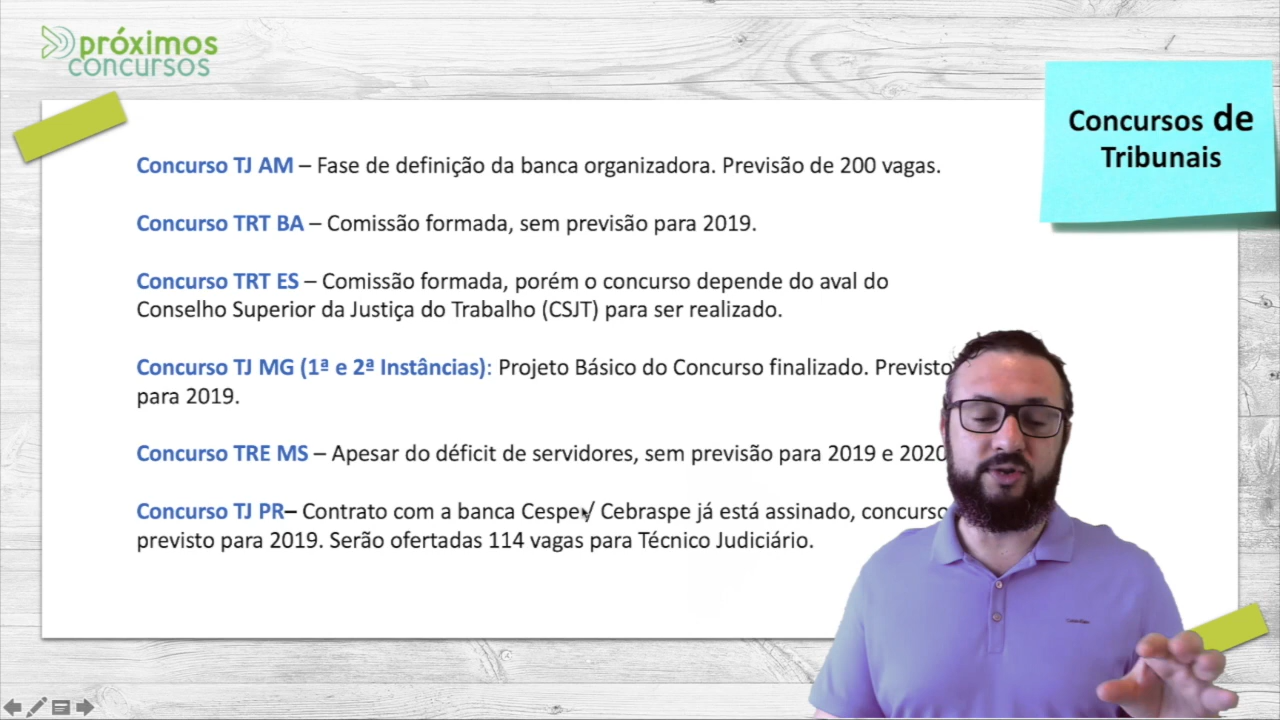 próximos
concursos
Concursos de
Tribunais
Concurso TJ AM – Fase de definição da banca organizadora. Previsão de 200 vagas.
Concurso TRT BA – Comissão formada, sem previsão para 2019.
Concurso TRT ES – Comissão formada, porém o concurso depende do aval do
Conselho Superior da Justiça do Trabalho (CSJT) para ser realizado.
Concurso TJ MG (1ª e 2ª Instâncias): Projeto Básico do Concurso finalizado. Previsto
para 2019.
Concurso TRE MS – Apesar do déficit de servidores, sem previsão para 2019 e 2020
Concurso TJ PR– Contrato com a banca Cespe/ Cebraspe já está assinado, concurso
previsto para 2019. Serão ofertadas 114 vagas para Técnico Judiciário.